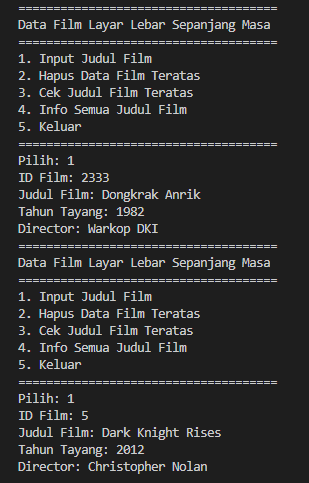 =====================================
Data Film Layar Lebar Sepanjang Masa
=====================================
1. Input Judul Film
2. Hapus Data Film Teratas
3. Cek Judul Film Teratas
4. Info Semua Judul Film
5. Keluar
=====================================
Pilih: 1
ID Film: 2333
Judul Film: Dongkrak Anrik
Tahun Tayang: 1982
Director: Warkop DKI
=====================================
Data Film Layar Lebar Sepanjang Masa
=====================================
1. Input Judul Film
2. Hapus Data Film Teratas
3. Cek Judul Film Teratas
4. Info Semua Judul Film
5. Keluar
=====================================
Pilih: 1
ID Film: 5
Judul Film: Dark Knight Rises
Tahun Tayang: 2012
Director: Christopher Nolan